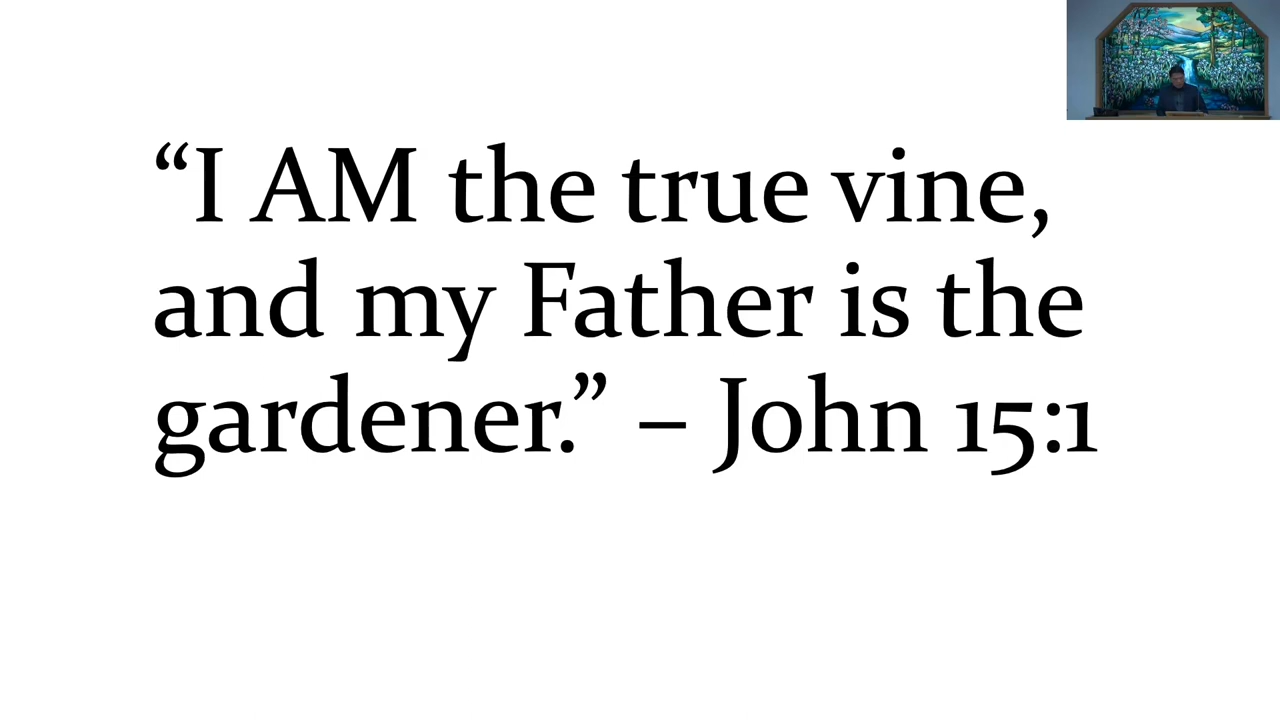 “I AM the true vine,
and my Father is the
gardener.” – John 15:1